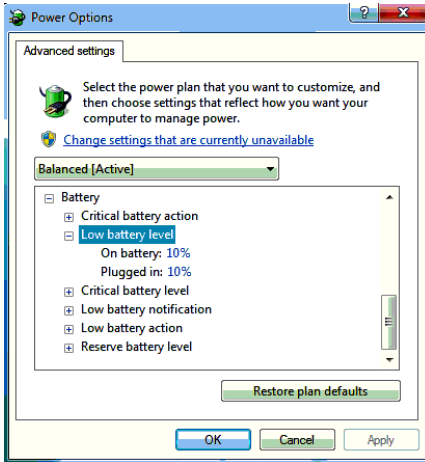 Power Options
Advanced settings
Select the power plan that you want to customize, and
then choose settings that reflect how you want your
computer to manage power.
Change settings that are currently unavailable
Balanced [Active]
Battery
Critical battery action
Low battery level
On battery: 10%
Plugged in: 10%
Critical battery level
Low battery notification
Low battery action
Reserve battery level
Restore plan defaults
OK Cancel Apply